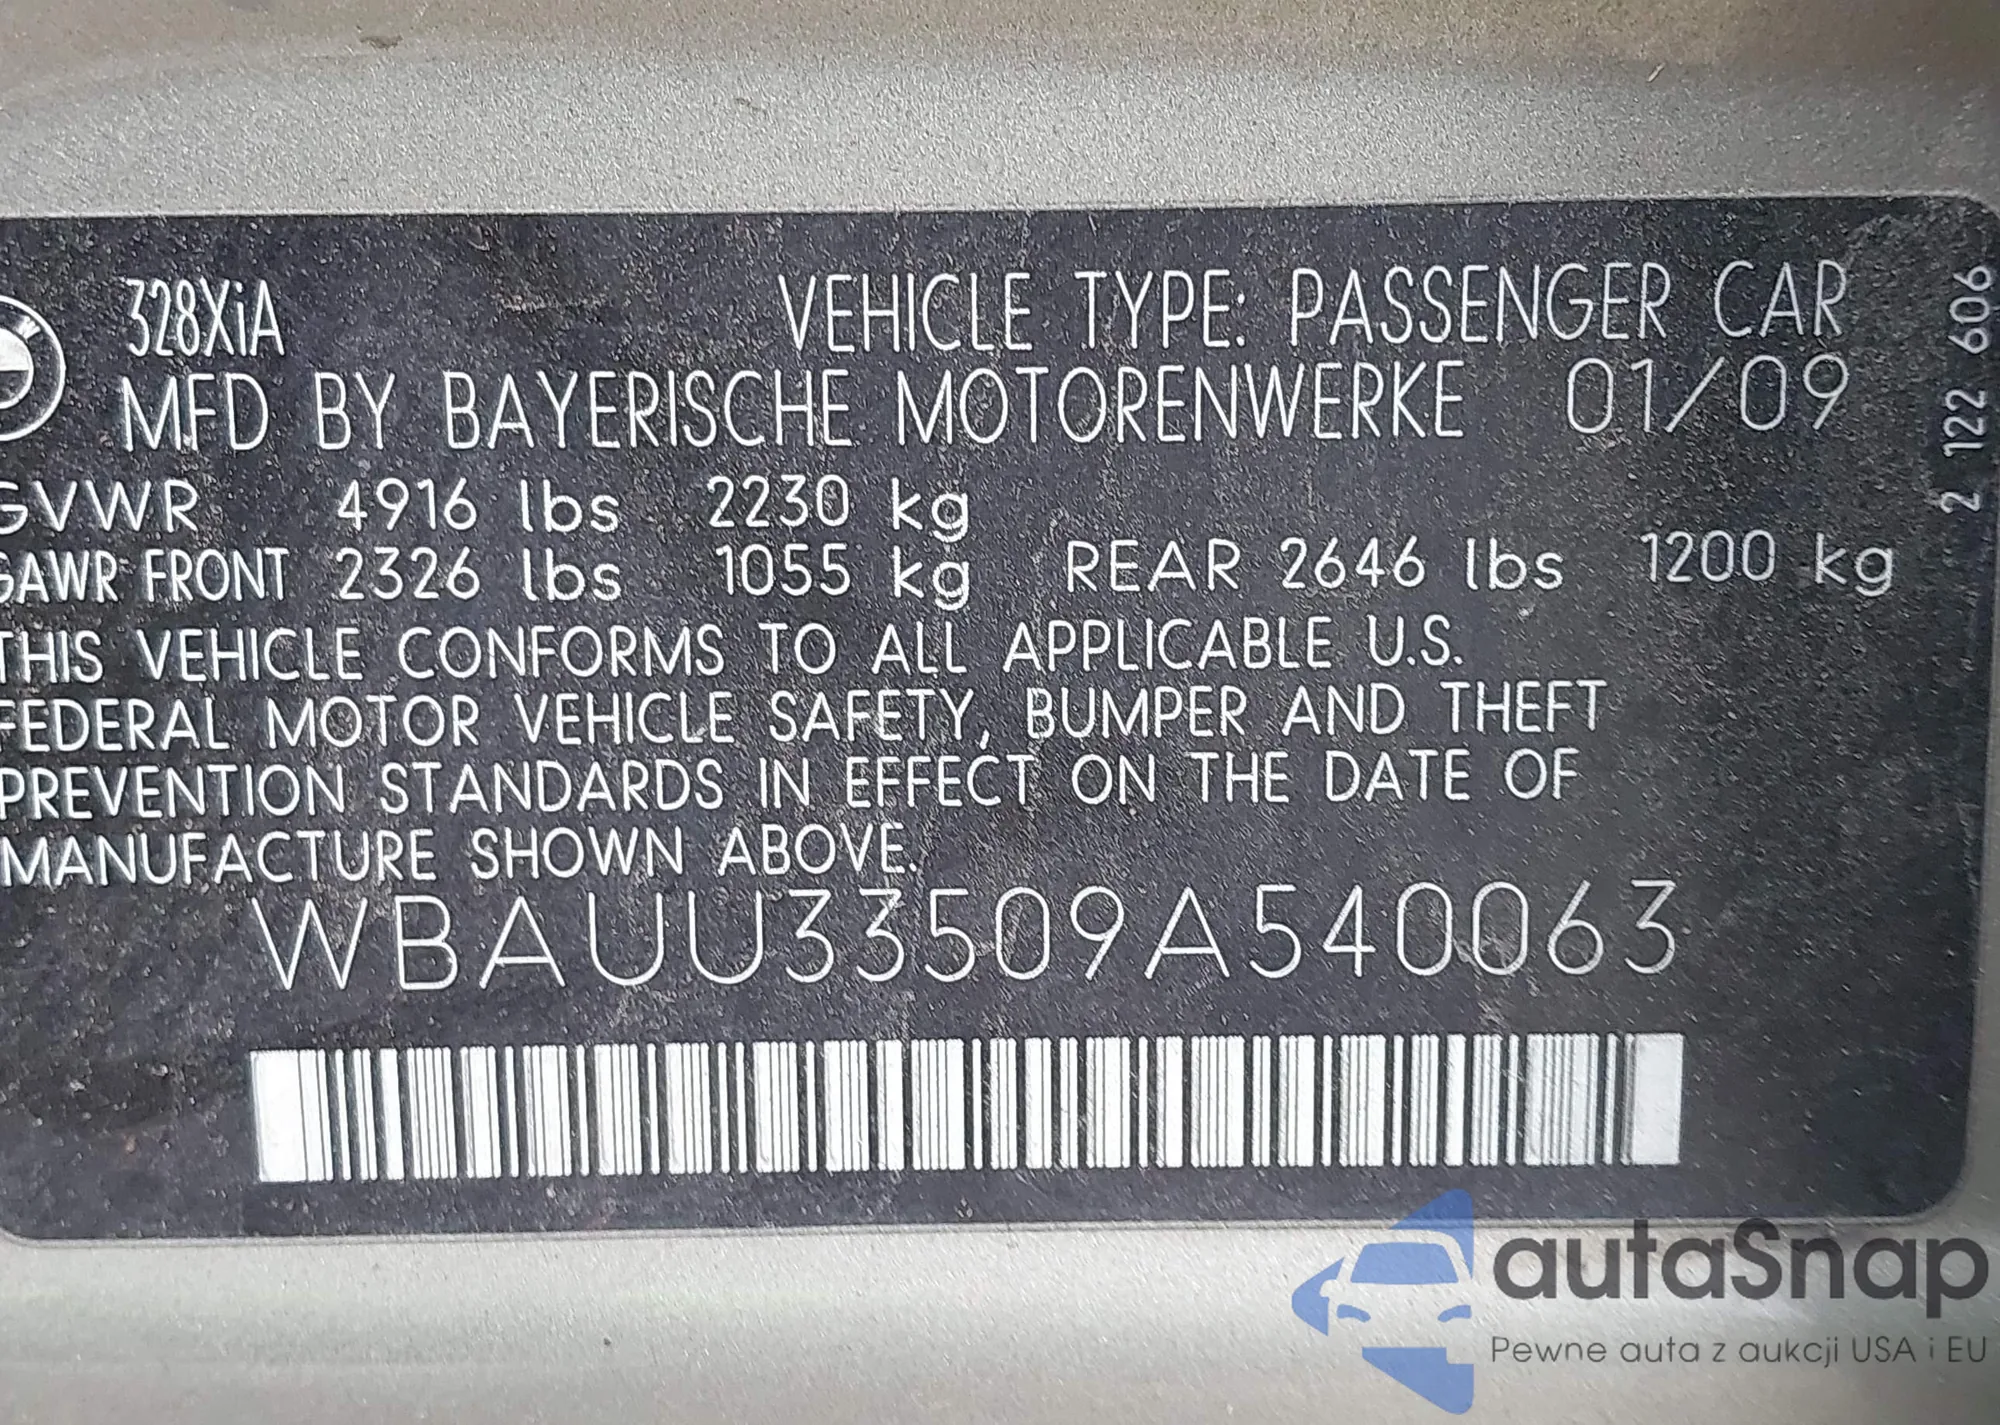 328XiA VEHICLE TYPE: PASSENGER CAR
MFD BY BAYERISCHE MOTORENWERKE 01/09
GVWR 4916 lbs 2230 kg
GAWR FRONT 2326 lbs 1055 kg REAR 2646 lbs 1200 kg
THIS VEHICLE CONFORMS TO ALL APPLICABLE U.S.
FEDERAL MOTOR VEHICLE SAFETY, BUMPER AND THEFT
PREVENTION STANDARDS IN EFFECT ON THE DATE OF
MANUFACTURE SHOWN ABOVE.
WBAUU33509A540063
2 122 606
autaSnap
Pewne auta z aukcji USA i EU